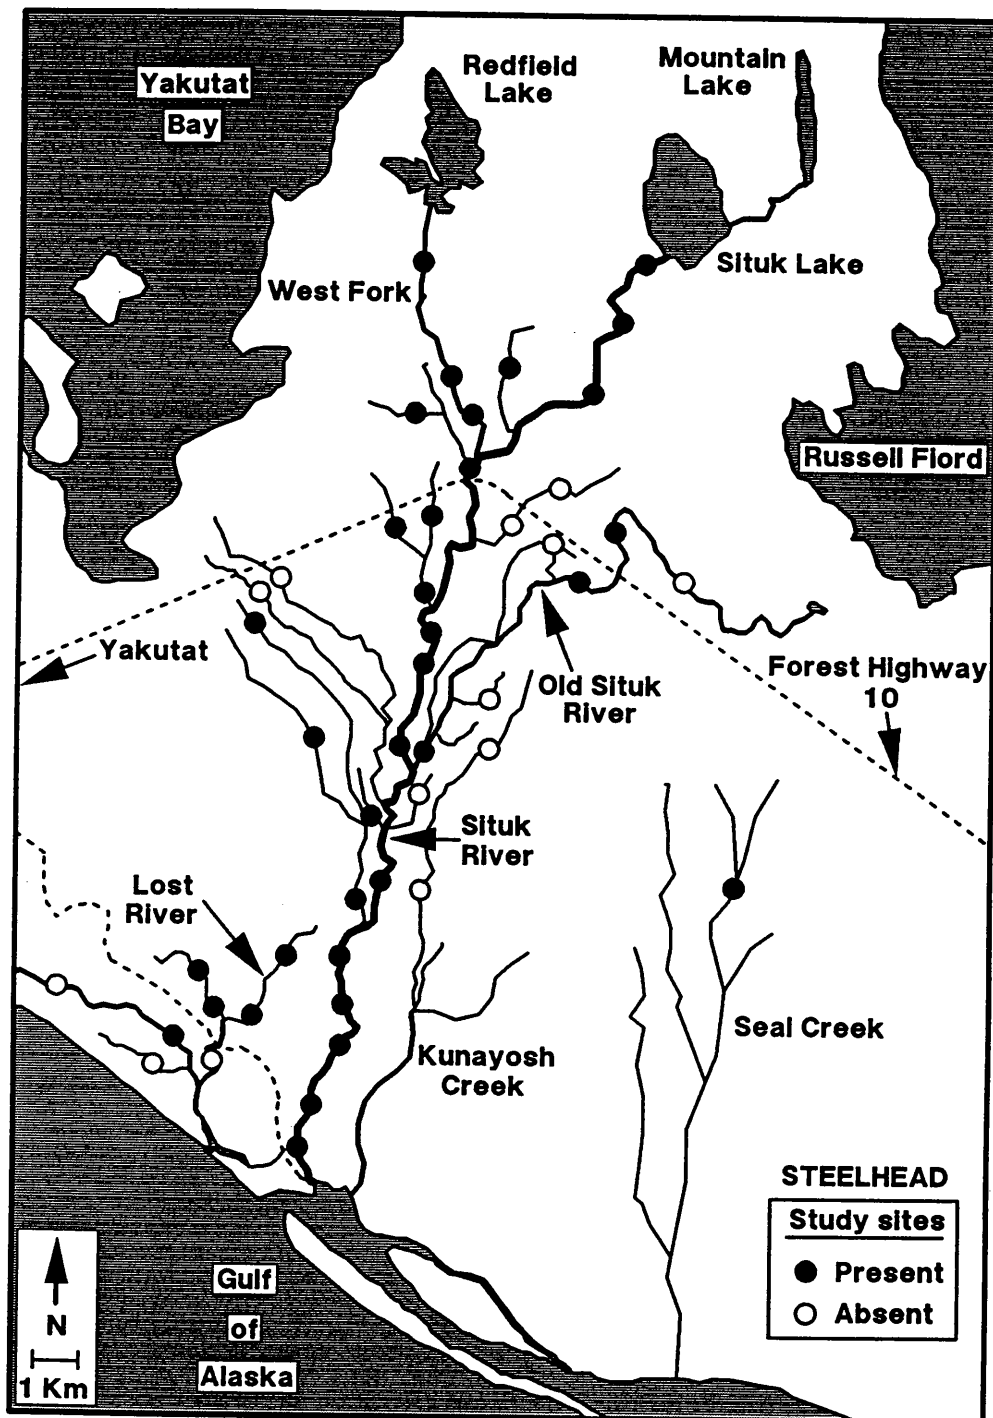 Yakutat
Bay
Redfield
Lake
Mountain
Lake
Situk Lake
West Fork
Russell Fiord
Yakutat
Old Situk
River
Forest Highway
10
Situk
River
Lost
River
Seal Creek
Kunayosh
Creek
STEELHEAD
Study sites
Present
Absent
Gulf
of
Alaska
N
1 Km